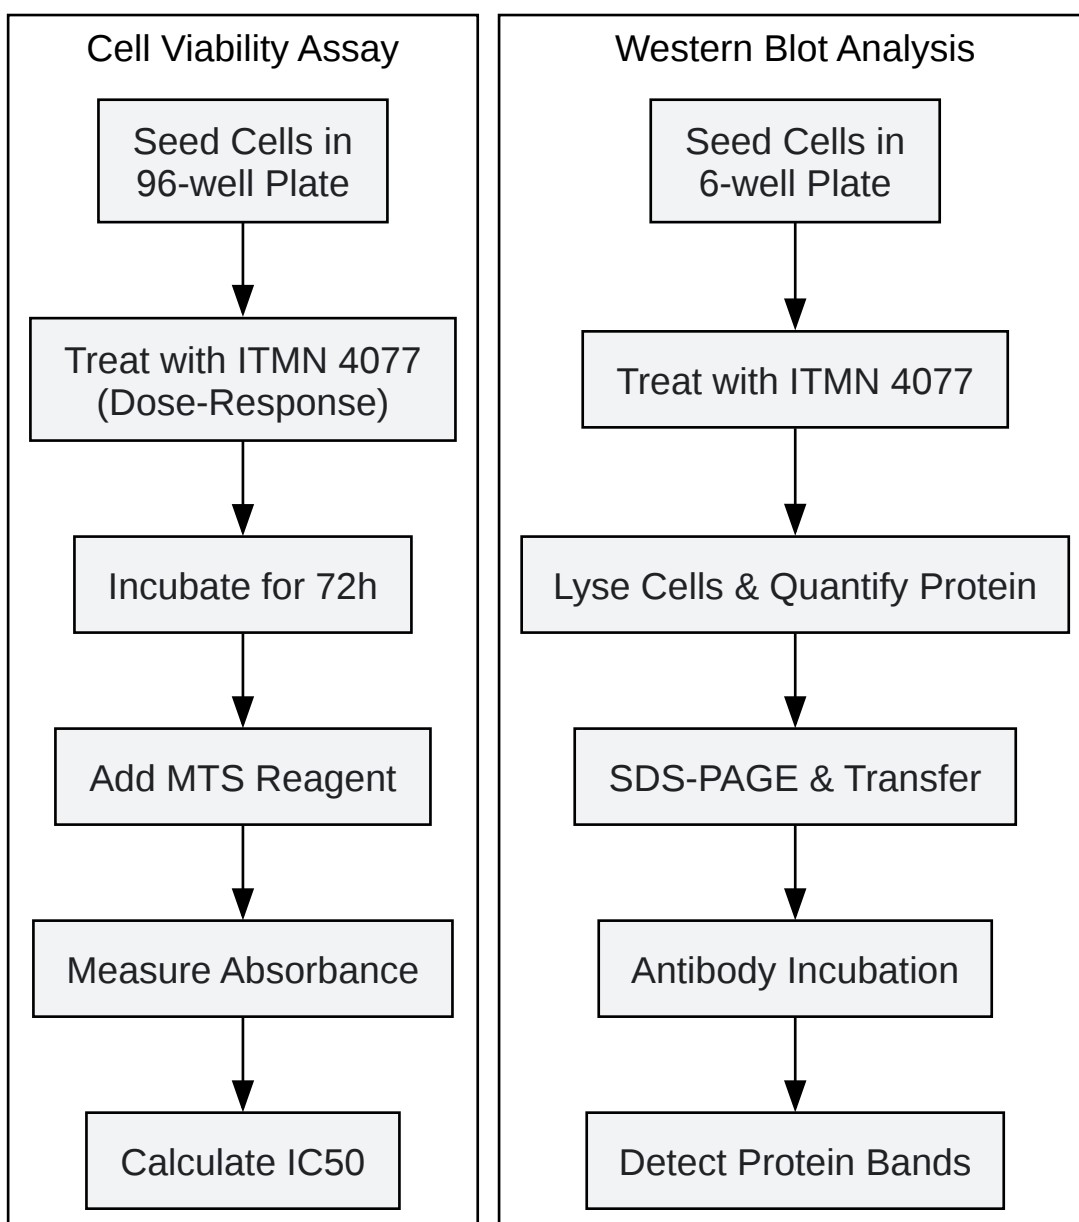 Cell Viability Assay
Seed Cells in
96-well Plate
Treat with ITMN 4077
(Dose-Response)
Incubate for 72h
Add MTS Reagent
Measure Absorbance
Calculate IC50
Western Blot Analysis
Seed Cells in
6-well Plate
Treat with ITMN 4077
Lyse Cells & Quantify Protein
SDS-PAGE & Transfer
Antibody Incubation
Detect Protein Bands